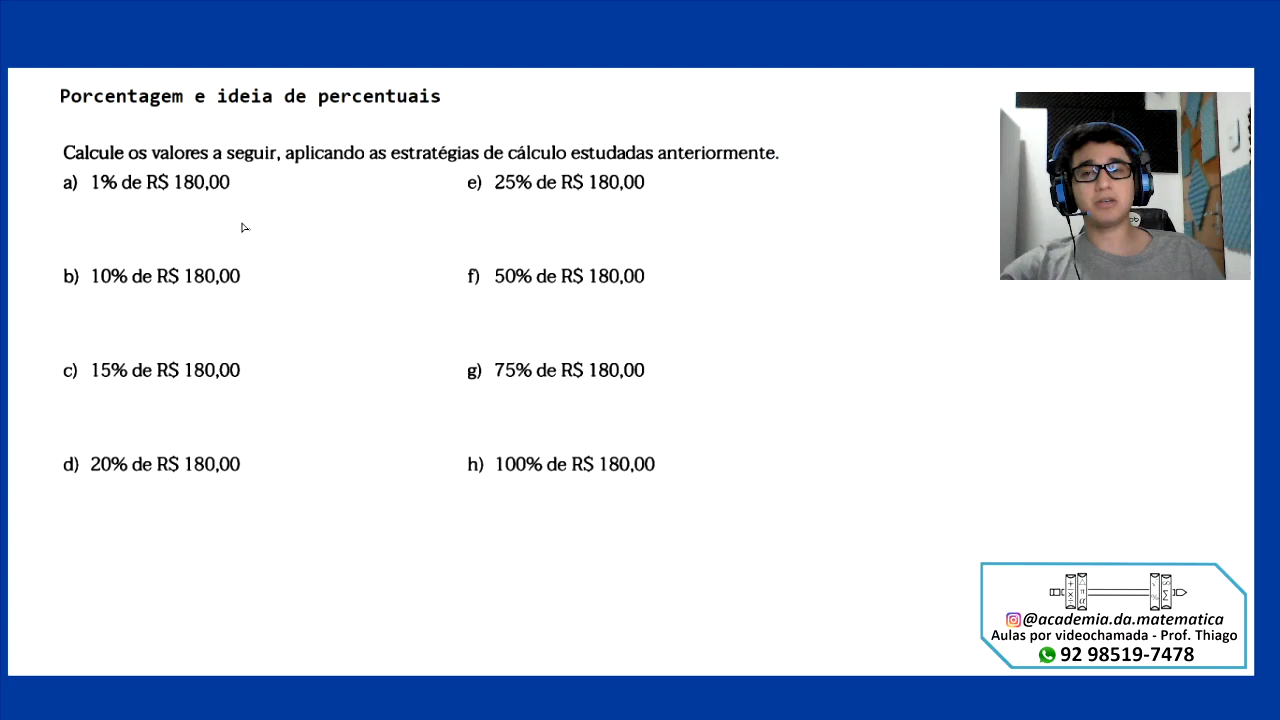 Porcentagem e ideia de percentuais
Calcule os valores a seguir, aplicando as estratégias de cálculo estudadas anteriormente.
a) 1% de R$ 180,00
b) 10% de R$ 180,00
c) 15% de R$ 180,00
d) 20% de R$ 180,00
e) 25% de R$ 180,00
f) 50% de R$ 180,00
g) 75% de R$ 180,00
h) 100% de R$ 180,00
@academia.da.matematica
Aulas por videochamada - Prof. Thiago
92 98519-7478